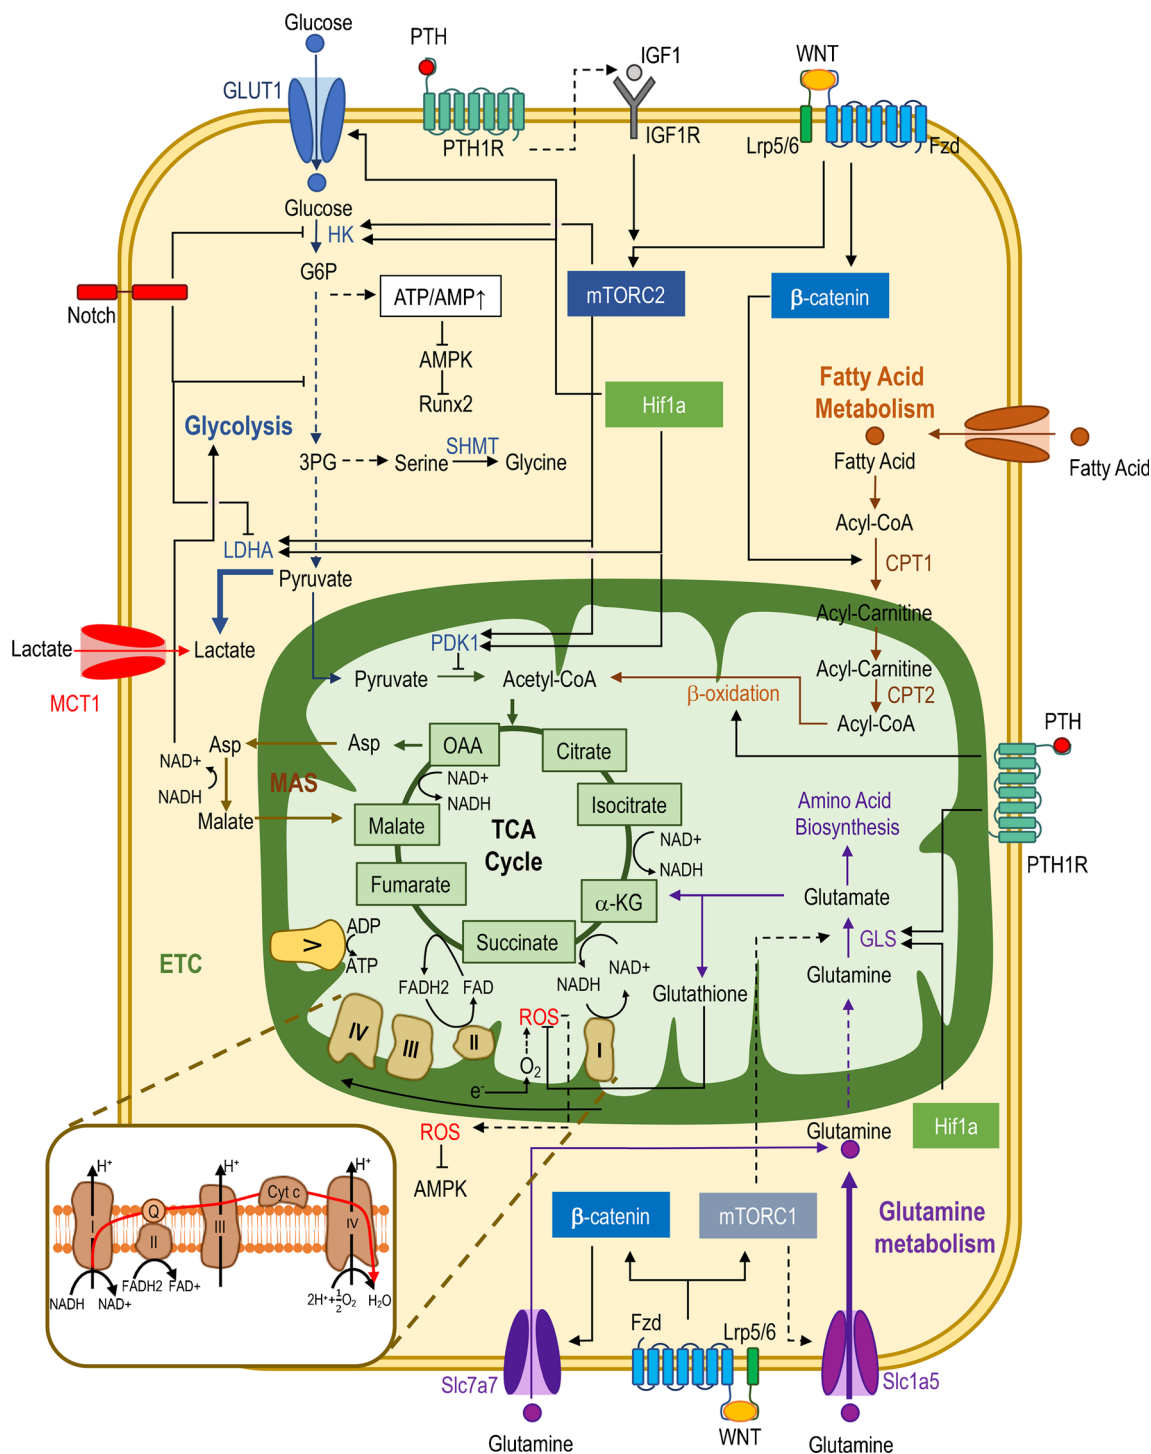 Glucose
PTH
IGF1
WNT
GLUT1
PTH1R
IGF1R
Lrp5/6
Fzd
Glucose
HK
G6P
ATP/AMP↑
mTORC2
β-catenin
Notch
AMPK
Runx2
Hif1a
Fatty Acid
Metabolism
Glycolysis
3PG
Serine
SHMT
Glycine
Fatty Acid
Fatty Acid
Acyl-CoA
LDHA
Pyruvate
CPT1
Acyl-Carnitine
Lactate
Lactate
MCT1
PDK1
Pyruvate
Acetyl-CoA
β-oxidation
Acyl-Carnitine
CPT2
Acyl-CoA
PTH
PTH1R
Asp
Asp
NAD+
NADH
MAS
Malate
OAA
Citrate
NAD+
NADH
Isocitrate
Malate
TCA
Cycle
NAD+
NADH
Fumarate
α-KG
Succinate
Amino Acid
Biosynthesis
Glutamate
GLS
Glutamine
Glutathione
V
ADP
ATP
ETC
FADH2
FAD
NADH
NAD+
IV
III
II
ROS
I
O2
e-
ROS
AMPK
Hif1a
Glutamine
H+
H+
H+
Cyt c
Q
I
II
III
IV
NADH
NAD+
FADH2
FAD+
2H++½O2
H2O
β-catenin
mTORC1
Glutamine
metabolism
Fzd
Lrp5/6
Slc7a7
Slc1a5
Glutamine
WNT
Glutamine